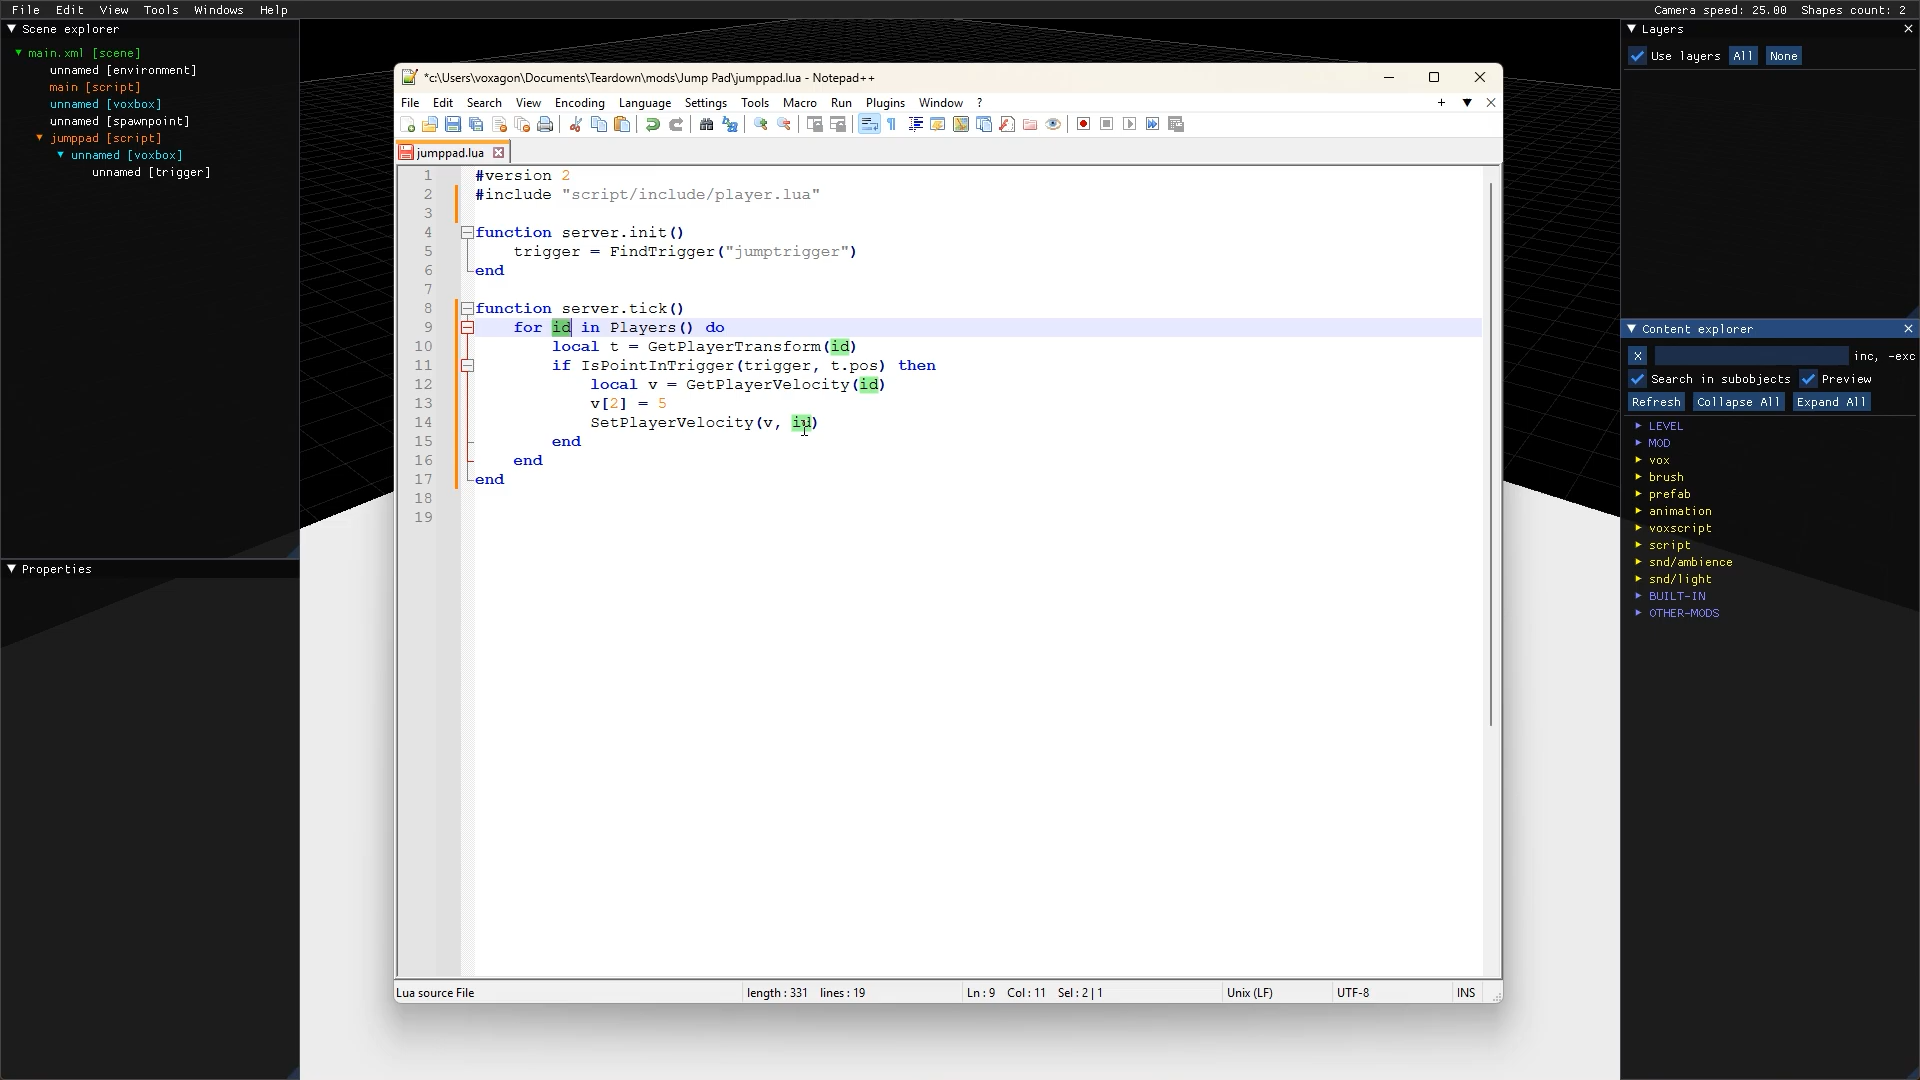 File Edit View Tools Windows Help
Camera speed: 25.00 Shapes count: 2
Scene explorer
main.xml [scene]
unnamed [environment]
main [script]
unnamed [voxbox]
unnamed [spawnpoint]
jumppad [script]
unnamed [voxbox]
unnamed [trigger]
Properties
*c:\Users\voxagon\Documents\Teardown\mods\Jump Pad\jumppad.lua - Notepad++
File Edit Search View Encoding Language Settings Tools Macro Run Plugins Window ?
jumppad.lua
1 #version 2
2 #include "script/include/player.lua"
3
4 function server.init()
5 trigger = FindTrigger("jumptrigger")
6 end
7
8 function server.tick()
9 for id in Players() do
10 local t = GetPlayerTransform(id)
11 if IsPointInTrigger(trigger, t.pos) then
12 local v = GetPlayerVelocity(id)
13 v[2] = 5
14 SetPlayerVelocity(v, id)
15 end
16 end
17 end
18
19
Lua source File length : 331 lines : 19 Ln : 9 Col : 11 Sel : 2 | 1 Unix (LF) UTF-8 INS
Layers
Use layers All None
Content explorer
X inc, -exc
Search in subobjects Preview
Refresh Collapse All Expand All
LEVEL
MOD
vox
brush
prefab
animation
voxscript
script
snd/ambience
snd/light
BUILT-IN
OTHER-MODS